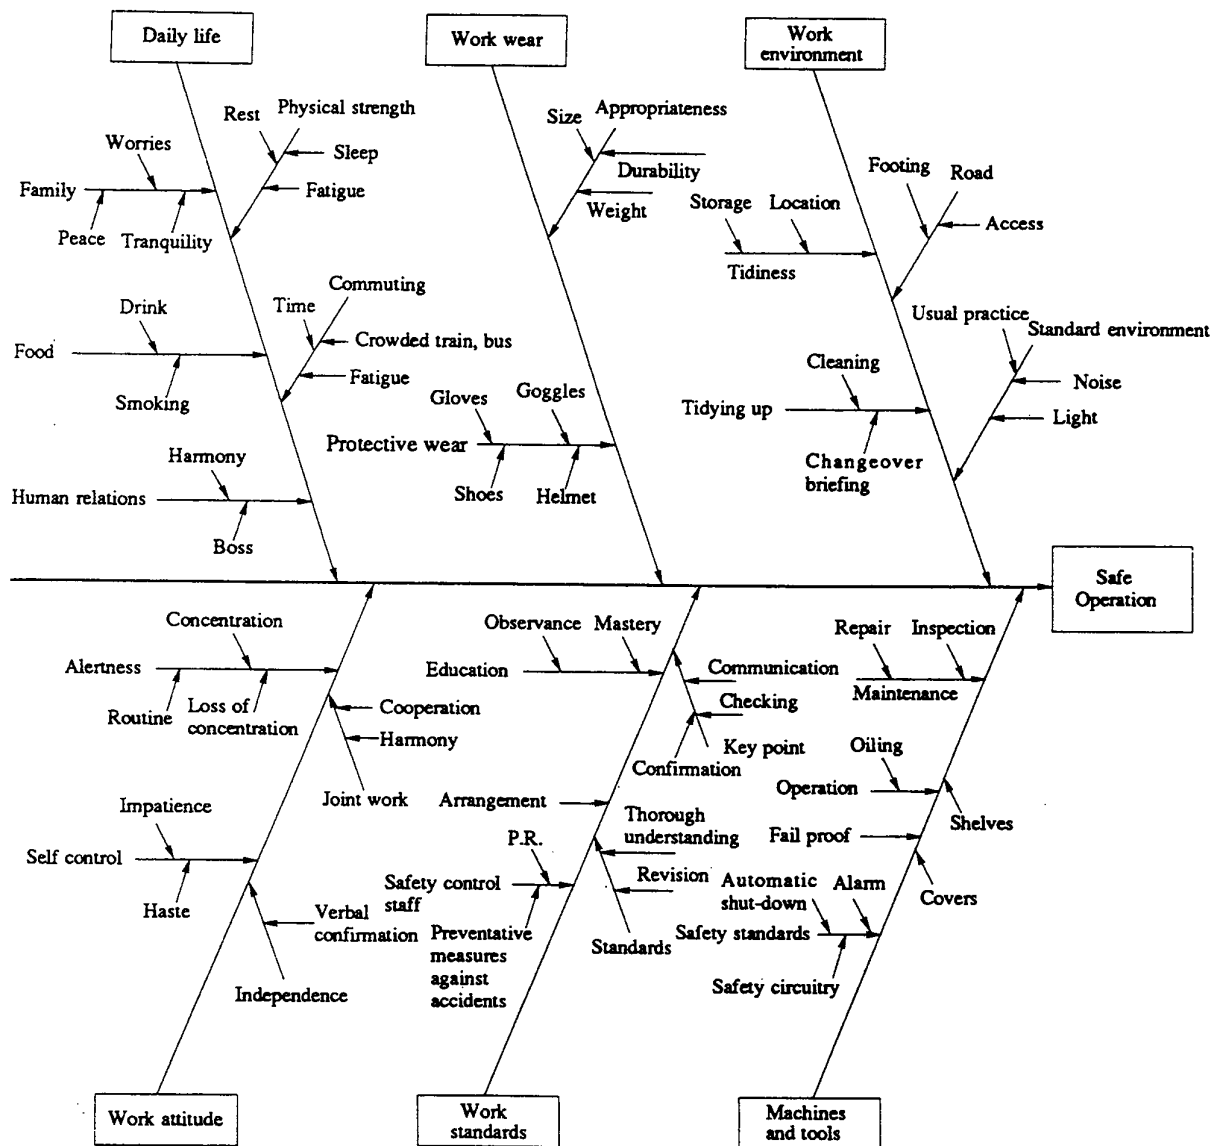 Daily life
Work wear
Work
environment
Rest
Physical strength
Worries
Sleep
Family
Fatigue
Peace
Tranquility
Size
Appropriateness
Durability
Weight
Footing
Road
Storage
Location
Access
Tidiness
Commuting
Drink
Time
Food
Crowded train, bus
Smoking
Fatigue
Usual practice
Standard environment
Cleaning
Noise
Tidying up
Light
Changeover
briefing
Gloves
Goggles
Protective wear
Shoes
Helmet
Harmony
Human relations
Boss
Safe
Operation
Concentration
Alertness
Routine
Loss of
concentration
Cooperation
Harmony
Joint work
Observance
Mastery
Education
Communication
Checking
Key point
Confirmation
Repair
Inspection
Maintenance
Oiling
Operation
Shelves
Impatience
Self control
Haste
Verbal
confirmation
Independence
Arrangement
P.R.
Thorough
understanding
Safety control
staff
Revision
Preventative
measures
against
accidents
Standards
Fail proof
Automatic
shut-down
Alarm
Covers
Safety standards
Safety circuitry
Work attitude
Work
standards
Machines
and tools